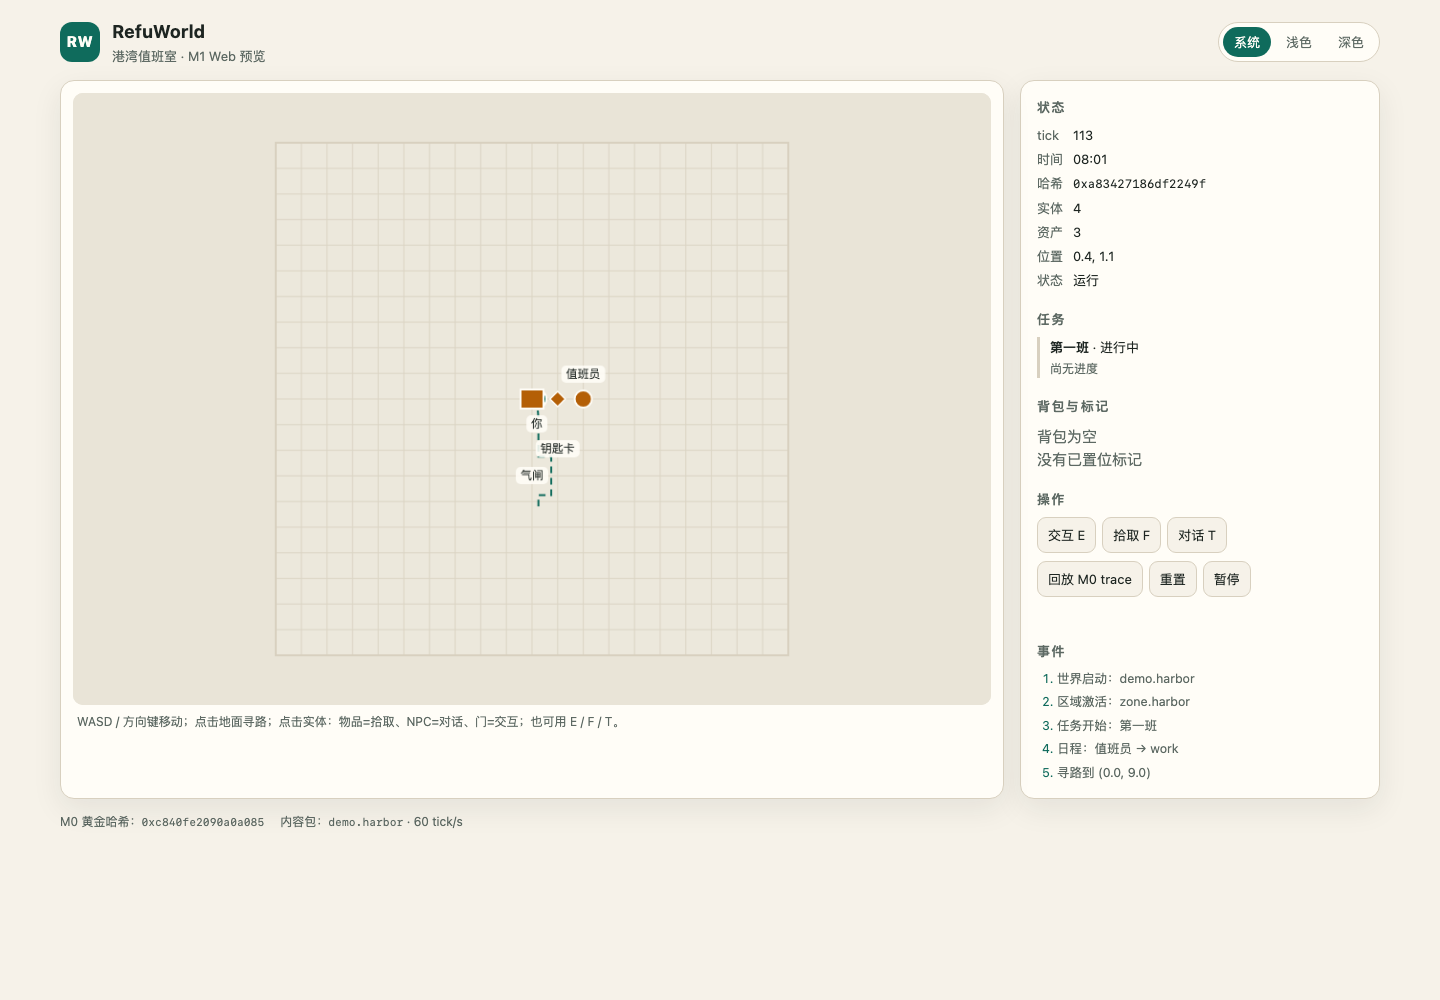 RW
RefuWorld
港湾值班室 · M1 Web 预览
系统 浅色 深色
值班员
你
钥匙卡
气闸
WASD / 方向键移动；点击地面寻路；点击实体：物品=拾取、NPC=对话、门=交互；也可用 E / F / T。
状态
tick 113
时间 08:01
哈希 0xa83427186df2249f
实体 4
资产 3
位置 0.4, 1.1
状态 运行
任务
第一班 · 进行中
尚无进度
背包与标记
背包为空
没有已置位标记
操作
交互 E 拾取 F 对话 T
回放 M0 trace 重置 暂停
事件
1. 世界启动：demo.harbor
2. 区域激活：zone.harbor
3. 任务开始：第一班
4. 日程：值班员 → work
5. 寻路到 (0.0, 9.0)
M0 黄金哈希：0xc840fe2090a0a085 内容包：demo.harbor · 60 tick/s